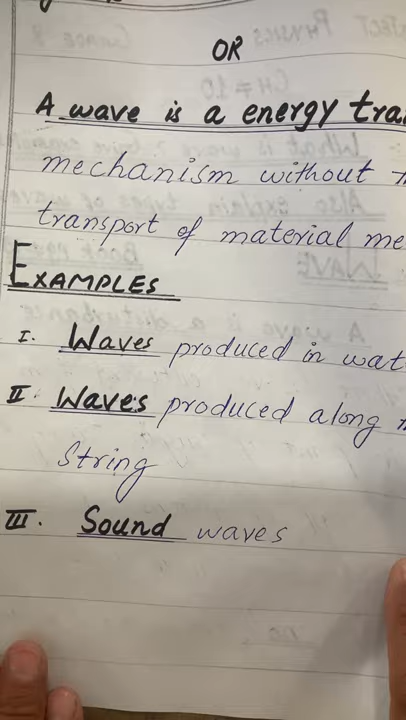 OR
A wave is a energy tra
mechanism without
transport of material me
EXAMPLES
I. Waves produced in wat
II. Waves produced along
String
III. Sound waves